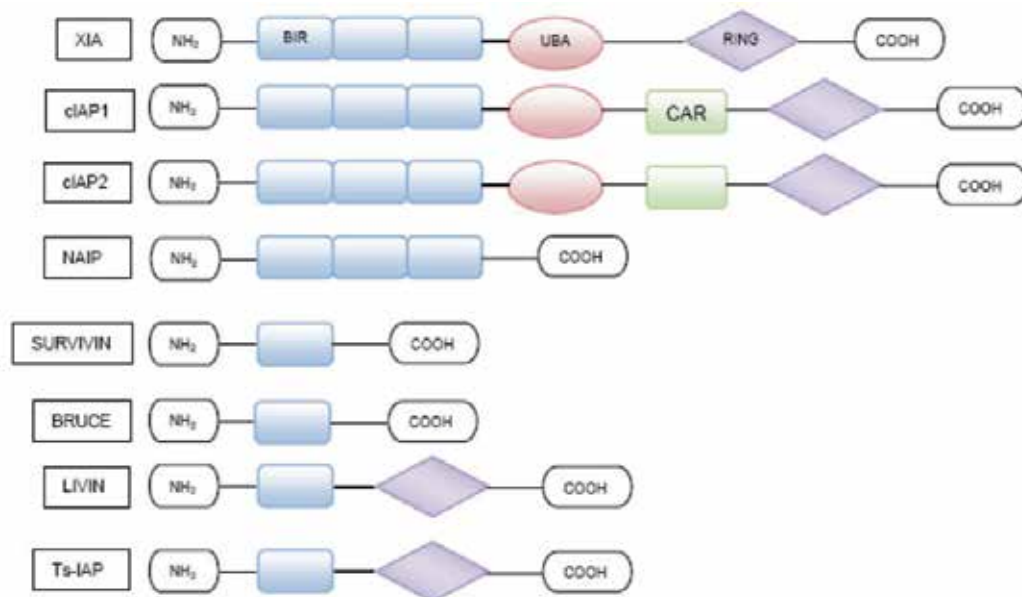 XIA NH₂ BIR UBA RING COOH
cIAP1 NH₂ CAR COOH
cIAP2 NH₂ COOH
NAIP NH₂ COOH
SURVIVIN NH₂ COOH
BRUCE NH₂ COOH
LIVIN NH₂ COOH
Ts-IAP NH₂ COOH